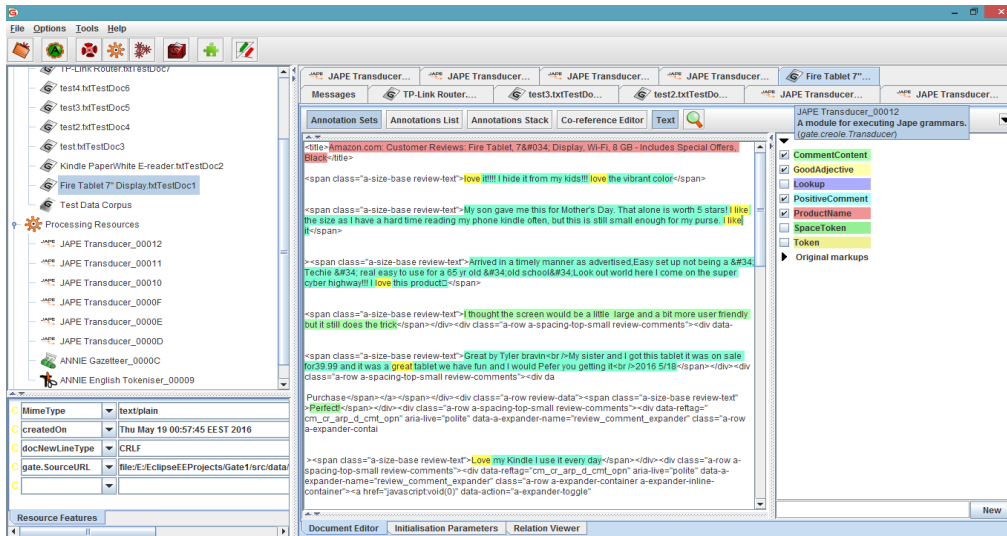 File Options Tools Help
TP-Link Router.txtTestDoc7
test4.txtTestDoc6
test3.txtTestDoc5
test2.txtTestDoc4
test.txtTestDoc3
Kindle PaperWhite E-reader.txtTestDoc2
Fire Tablet 7" Display.txtTestDoc1
Test Data Corpus
Processing Resources
JAPE Transducer_00012
JAPE Transducer_00011
JAPE Transducer_00010
JAPE Transducer_0000F
JAPE Transducer_0000E
JAPE Transducer_0000D
ANNIE Gazetteer_0000C
ANNIE English Tokeniser_00009
C MimeType text/plain
C createdOn Thu May 19 00:57:45 EEST 2016
C docNewLineType CRLF
C gate.SourceURL file:/E:/EclipseEEProjects/Gate1/src/data/
C
Resource Features
JAPE Transducer... JAPE Transducer... JAPE Transducer... JAPE Transducer... Fire Tablet 7"...
Messages TP-Link Router.... test3.txtTestDo... test2.txtTestDo... JAPE Transducer... JAPE Transducer...
Annotation Sets Annotations List Annotations Stack Co-reference Editor Text
JAPE Transducer_00012
A module for executing Jape grammars.
(gate.creole.Transducer)
<title>Amazon.com: Customer Reviews: Fire Tablet, 7&#034; Display, Wi-Fi, 8 GB - Includes Special Offers,
Black</title>
<span class="a-size-base review-text">love it!!!! I hide it from my kids!!! love the vibrant color</span>
<span class="a-size-base review-text">My son gave me this for Mother's Day. That alone is worth 5 stars! I like
the size as I have a hard time reading my phone kindle often, but this is still small enough for my purse. I like
it</span>
><span class="a-size-base review-text">Arrived in a timely manner as advertised,Easy set up not being a &#34;
Techie &#34; real easy to use for a 65 yr old &#34;old school&#34;Look out world here I come on the super
cyber highway!!! I love this product□</span>
<span class="a-size-base review-text">I thought the screen would be a little  large and a bit more user friendly
but it still does the trick</span></div><div class="a-row a-spacing-top-small review-comments"><div data-
<span class="a-size-base review-text">Great by Tyler bravin<br />My sister and I got this tablet it was on sale
for39.99 and it was a great tablet we have fun and I would Pefer you getting it<br />2016 5/18</span></div><div
class="a-row a-spacing-top-small review-comments"><div da
Purchase</span></a></span></div><div class="a-row review-data"><span class="a-size-base review-text"
>Perfect!</span></div><div class="a-row a-spacing-top-small review-comments"><div data-reftag="
cm_cr_arp_d_cmt_opn" aria-live="polite" data-a-expander-name="review_comment_expander" class="a-row
a-expander-contai
><span class="a-size-base review-text">Love my Kindle I use it every day</span></div><div class="a-row a-
spacing-top-small review-comments"><div data-reftag="cm_cr_arp_d_cmt_opn" aria-live="polite" data-a-
expander-name="review_comment_expander" class="a-row a-expander-container a-expander-inline-
container"><a href="javascript:void(0)" data-action="a-expander-toggle"
CommentContent
GoodAdjective
Lookup
PositiveComment
ProductName
SpaceToken
Token
Original markups
New
Document Editor Initialisation Parameters Relation Viewer